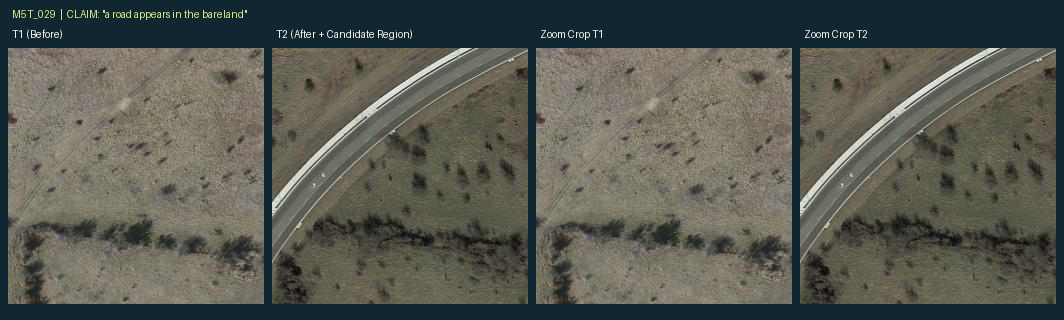 M5T_029 | CLAIM: "a road appears in the bareland"
T1 (Before)
T2 (After + Candidate Region)
Zoom Crop T1
Zoom Crop T2